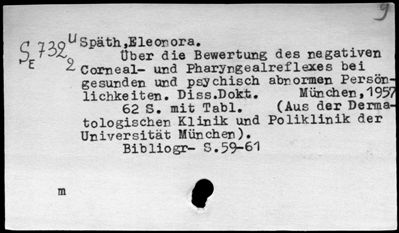 9
S_E 732 u Späth,Eleonora.
2 Über die Bewertung des negativen
Corneal- und Pharyngealreflexes bei
gesunden und psychisch abnormen Persön-
lichkeiten. Diss.Dokt. München,1957
62 S. mit Tabl. (Aus der Derma-
tologischen Klinik und Poliklinik der
Universität München).
Bibliogr- S.59-61
m